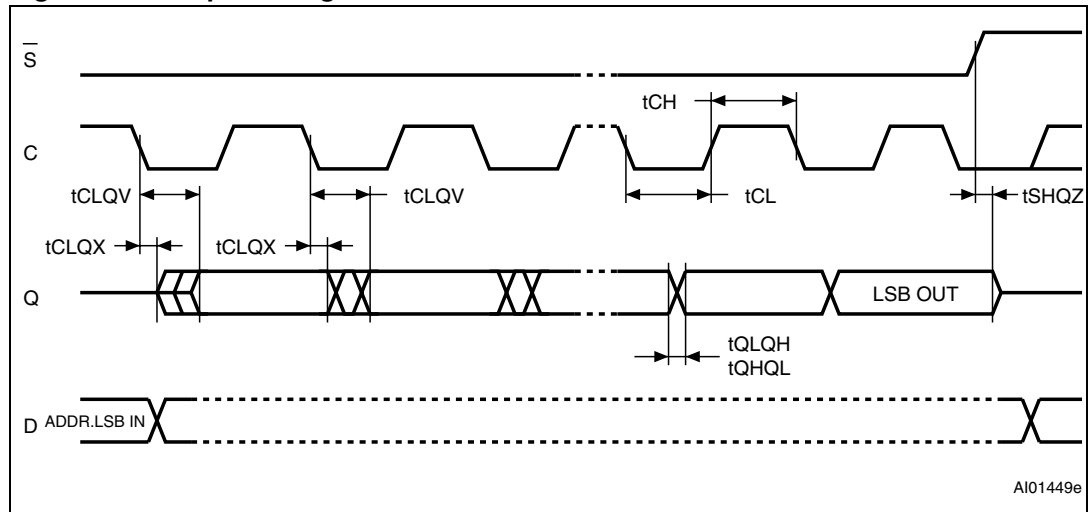 S
tCH
C
tCLQV
tCLQV
tCL
tSHQZ
tCLQX
tCLQX
Q
LSB OUT
tQLQH
tQHQL
D ADDR.LSB IN
AI01449e